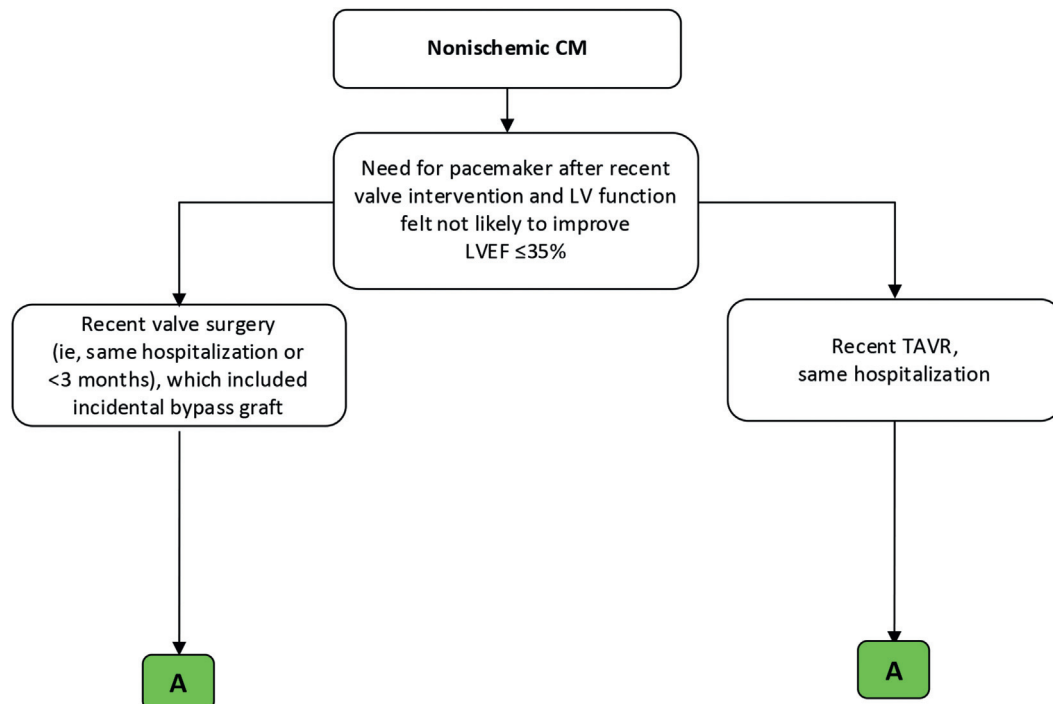 Nonischemic CM
Need for pacemaker after recent
valve intervention and LV function
felt not likely to improve
LVEF ≤35%
Recent valve surgery
(ie, same hospitalization or
<3 months), which included
incidental bypass graft
Recent TAVR,
same hospitalization
A
A